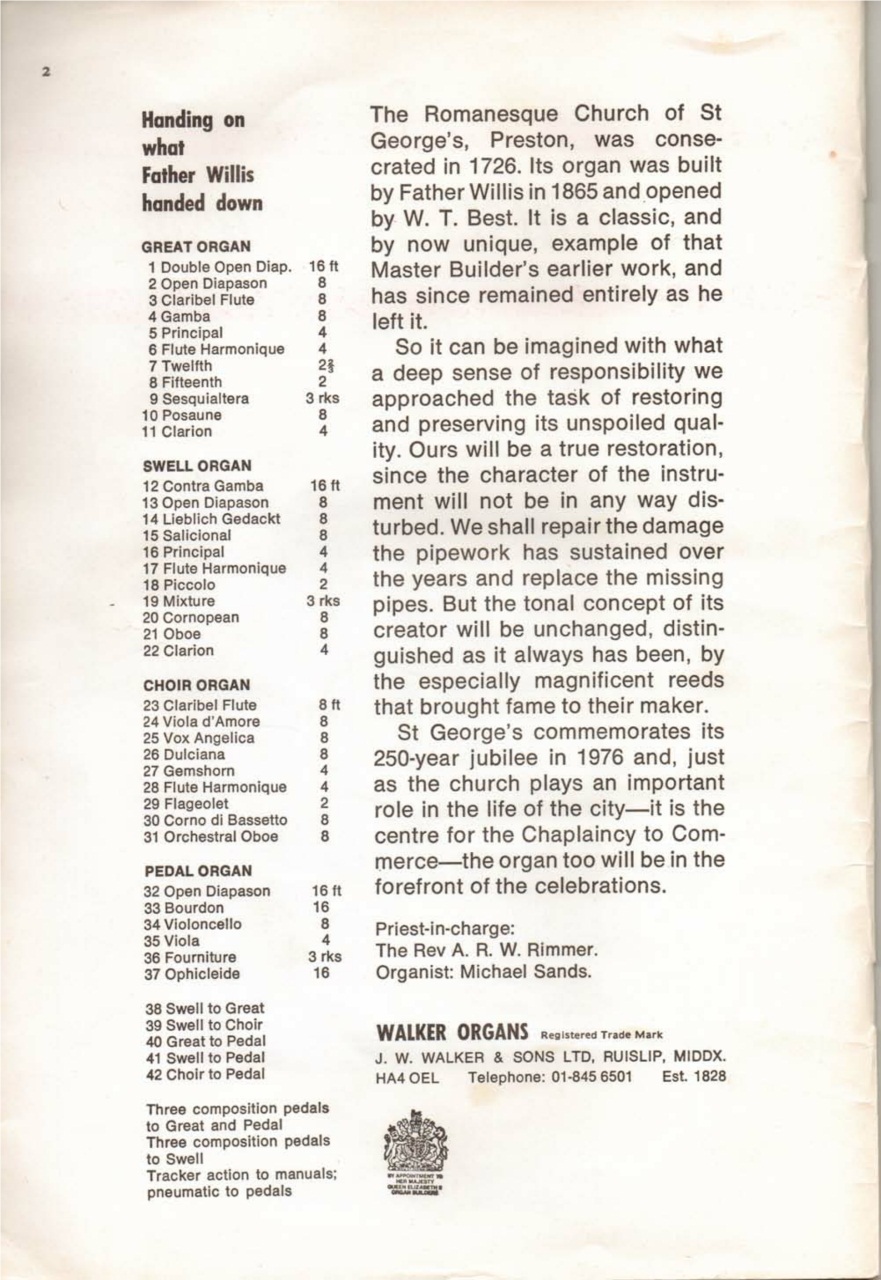 2
Handing on
what
Father Willis
handed down
GREAT ORGAN
1 Double Open Diap. 16 ft
2 Open Diapason 8
3 Claribel Flute 8
4 Gamba 8
5 Principal 4
6 Flute Harmonique 4
7 Twelfth 2⅔
8 Fifteenth 2
9 Sesquialtera 3 rks
10 Posaune 8
11 Clarion 4
SWELL ORGAN
12 Contra Gamba 16 ft
13 Open Diapason 8
14 Lieblich Gedackt 8
15 Salicional 8
16 Principal 4
17 Flute Harmonique 4
18 Piccolo 2
19 Mixture 3 rks
20 Cornopean 8
21 Oboe 8
22 Clarion 4
CHOIR ORGAN
23 Claribel Flute 8 ft
24 Viola d'Amore 8
25 Vox Angelica 8
26 Dulciana 8
27 Gemshorn 4
28 Flute Harmonique 4
29 Flageolet 2
30 Corno di Bassetto 8
31 Orchestral Oboe 8
PEDAL ORGAN
32 Open Diapason 16 ft
33 Bourdon 16
34 Violoncello 8
35 Viola 4
36 Fourniture 3 rks
37 Ophicleide 16
38 Swell to Great
39 Swell to Choir
40 Great to Pedal
41 Swell to Pedal
42 Choir to Pedal
Three composition pedals
to Great and Pedal
Three composition pedals
to Swell
Tracker action to manuals;
pneumatic to pedals
The Romanesque Church of St
George's, Preston, was conse-
crated in 1726. Its organ was built
by Father Willis in 1865 and opened
by W. T. Best. It is a classic, and
by now unique, example of that
Master Builder's earlier work, and
has since remained entirely as he
left it.
So it can be imagined with what
a deep sense of responsibility we
approached the task of restoring
and preserving its unspoiled qual-
ity. Ours will be a true restoration,
since the character of the instru-
ment will not be in any way dis-
turbed. We shall repair the damage
the pipework has sustained over
the years and replace the missing
pipes. But the tonal concept of its
creator will be unchanged, distin-
guished as it always has been, by
the especially magnificent reeds
that brought fame to their maker.
St George's commemorates its
250-year jubilee in 1976 and, just
as the church plays an important
role in the life of the city—it is the
centre for the Chaplaincy to Com-
merce—the organ too will be in the
forefront of the celebrations.
Priest-in-charge:
The Rev A. R. W. Rimmer.
Organist: Michael Sands.
WALKER ORGANS Registered Trade Mark
J. W. WALKER & SONS LTD, RUISLIP, MIDDX.
HA4 OEL Telephone: 01-845 6501 Est. 1828
BY APPOINTMENT TO
HER MAJESTY
QUEEN ELIZABETH II
ORGAN BUILDERS